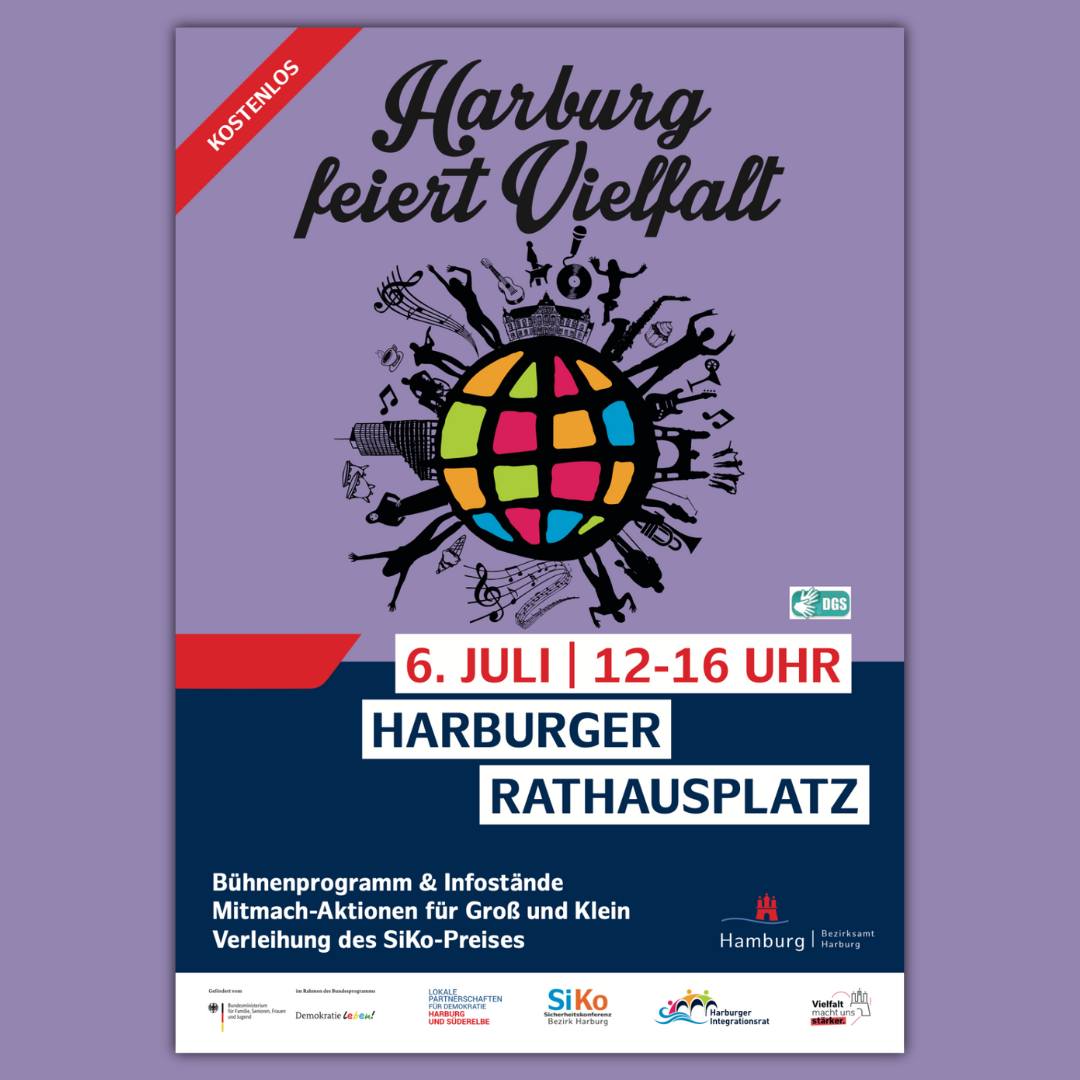 KOSTENLOS
Harburg
feiert Vielfalt
DGS
6. JULI | 12-16 UHR
HARBURGER
RATHAUSPLATZ
Bühnenprogramm & Infostände
Mitmach-Aktionen für Groß und Klein
Verleihung des SiKo-Preises
Hamburg | Bezirksamt
Harburg
Gefördert vom
Bundesministerium
für Familie, Senioren, Frauen
und Jugend
im Rahmen des Bundesprogramms
Demokratie leben!
LOKALE
PARTNERSCHAFTEN
FÜR DEMOKRATIE
HARBURG
UND SÜDERELBE
SiKo
Sicherheitskonferenz
Bezirk Harburg
Harburger
Integrationsrat
Vielfalt
macht uns
stärker.